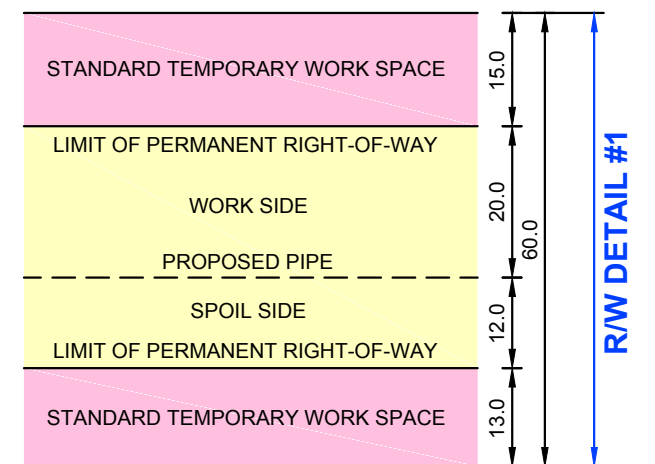 STANDARD TEMPORARY WORK SPACE
LIMIT OF PERMANENT RIGHT-OF-WAY
WORK SIDE
PROPOSED PIPE
SPOIL SIDE
LIMIT OF PERMANENT RIGHT-OF-WAY
STANDARD TEMPORARY WORK SPACE
15.0
20.0
12.0
13.0
60.0
R/W DETAIL #1